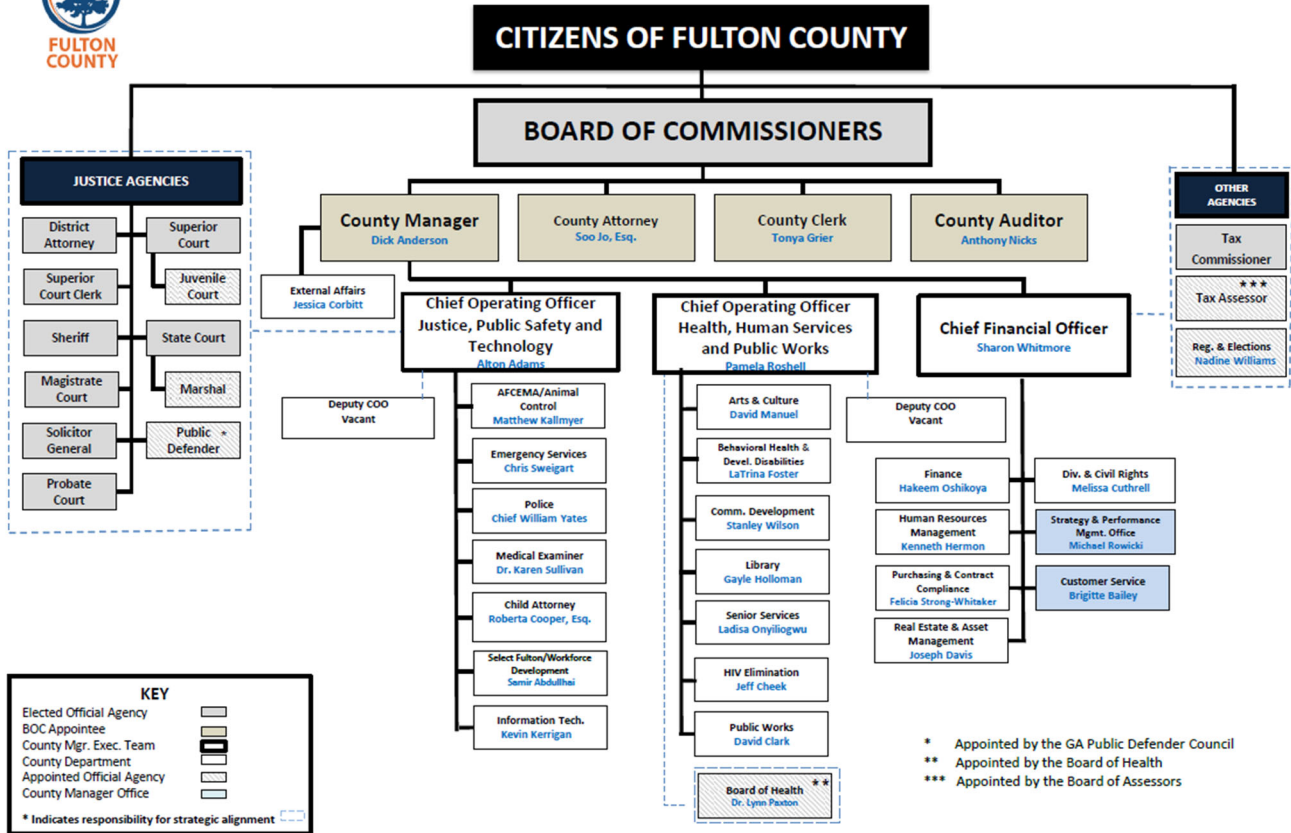 FULTON
COUNTY
CITIZENS OF FULTON COUNTY
BOARD OF COMMISSIONERS
JUSTICE AGENCIES
District
Attorney
Superior
Court
Superior
Court Clerk
Juvenile
Court
Sheriff
State Court
Magistrate
Court
Marshal
Solicitor
General
Public *
Defender
Probate
Court
County Manager
Dick Anderson
County Attorney
Soo Jo, Esq.
County Clerk
Tonya Grier
County Auditor
Anthony Nicks
OTHER
AGENCIES
Tax
Commissioner
***
Tax Assessor
Reg. & Elections
Nadine Williams
External Affairs
Jessica Corbitt
Chief Operating Officer
Justice, Public Safety and
Technology
Alton Adams
Deputy COO
Vacant
AFCEMA/Animal
Control
Matthew Kallmyer
Emergency Services
Chris Sweigart
Police
Chief William Yates
Medical Examiner
Dr. Karen Sullivan
Child Attorney
Roberta Cooper, Esq.
Select Fulton/Workforce
Development
Samir Abdullhai
Information Tech.
Kevin Kerrigan
Chief Operating Officer
Health, Human Services
and Public Works
Pamela Roshell
Deputy COO
Vacant
Arts & Culture
David Manuel
Behavioral Health &
Devel. Disabilities
LaTrina Foster
Comm. Development
Stanley Wilson
Library
Gayle Holloman
Senior Services
Ladisa Onyiliogwu
HIV Elimination
Jeff Cheek
Public Works
David Clark
Board of Health **
Dr. Lynn Paxton
Chief Financial Officer
Sharon Whitmore
Finance
Hakeem Oshikoya
Div. & Civil Rights
Melissa Cuthrell
Human Resources
Management
Kenneth Hermon
Strategy & Performance
Mgmt. Office
Michael Rowicki
Purchasing & Contract
Compliance
Felicia Strong-Whitaker
Customer Service
Brigitte Bailey
Real Estate & Asset
Management
Joseph Davis
KEY
Elected Official Agency
BOC Appointee
County Mgr. Exec. Team
County Department
Appointed Official Agency
County Manager Office
* Indicates responsibility for strategic alignment
* Appointed by the GA Public Defender Council
** Appointed by the Board of Health
*** Appointed by the Board of Assessors